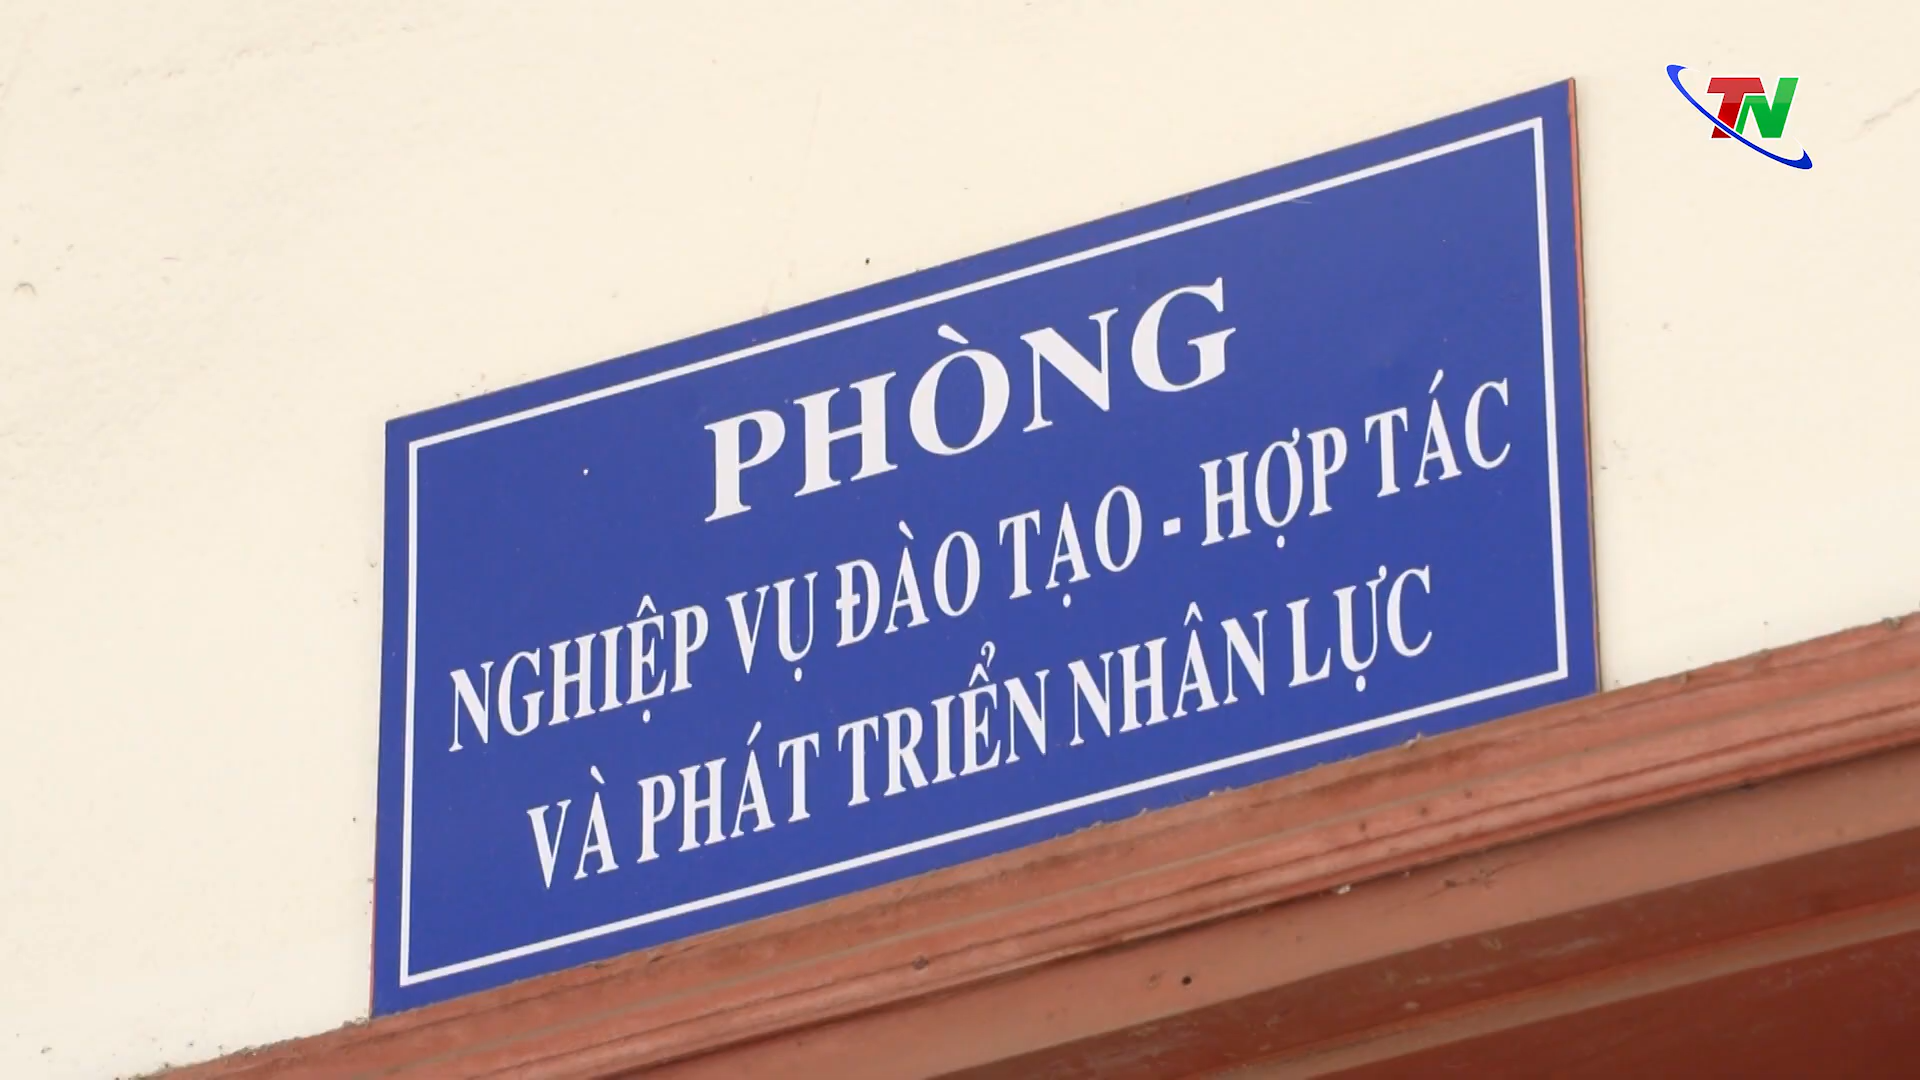 TN
PHÒNG
NGHIỆP VỤ ĐÀO TẠO - HỢP TÁC
VÀ PHÁT TRIỂN NHÂN LỰC